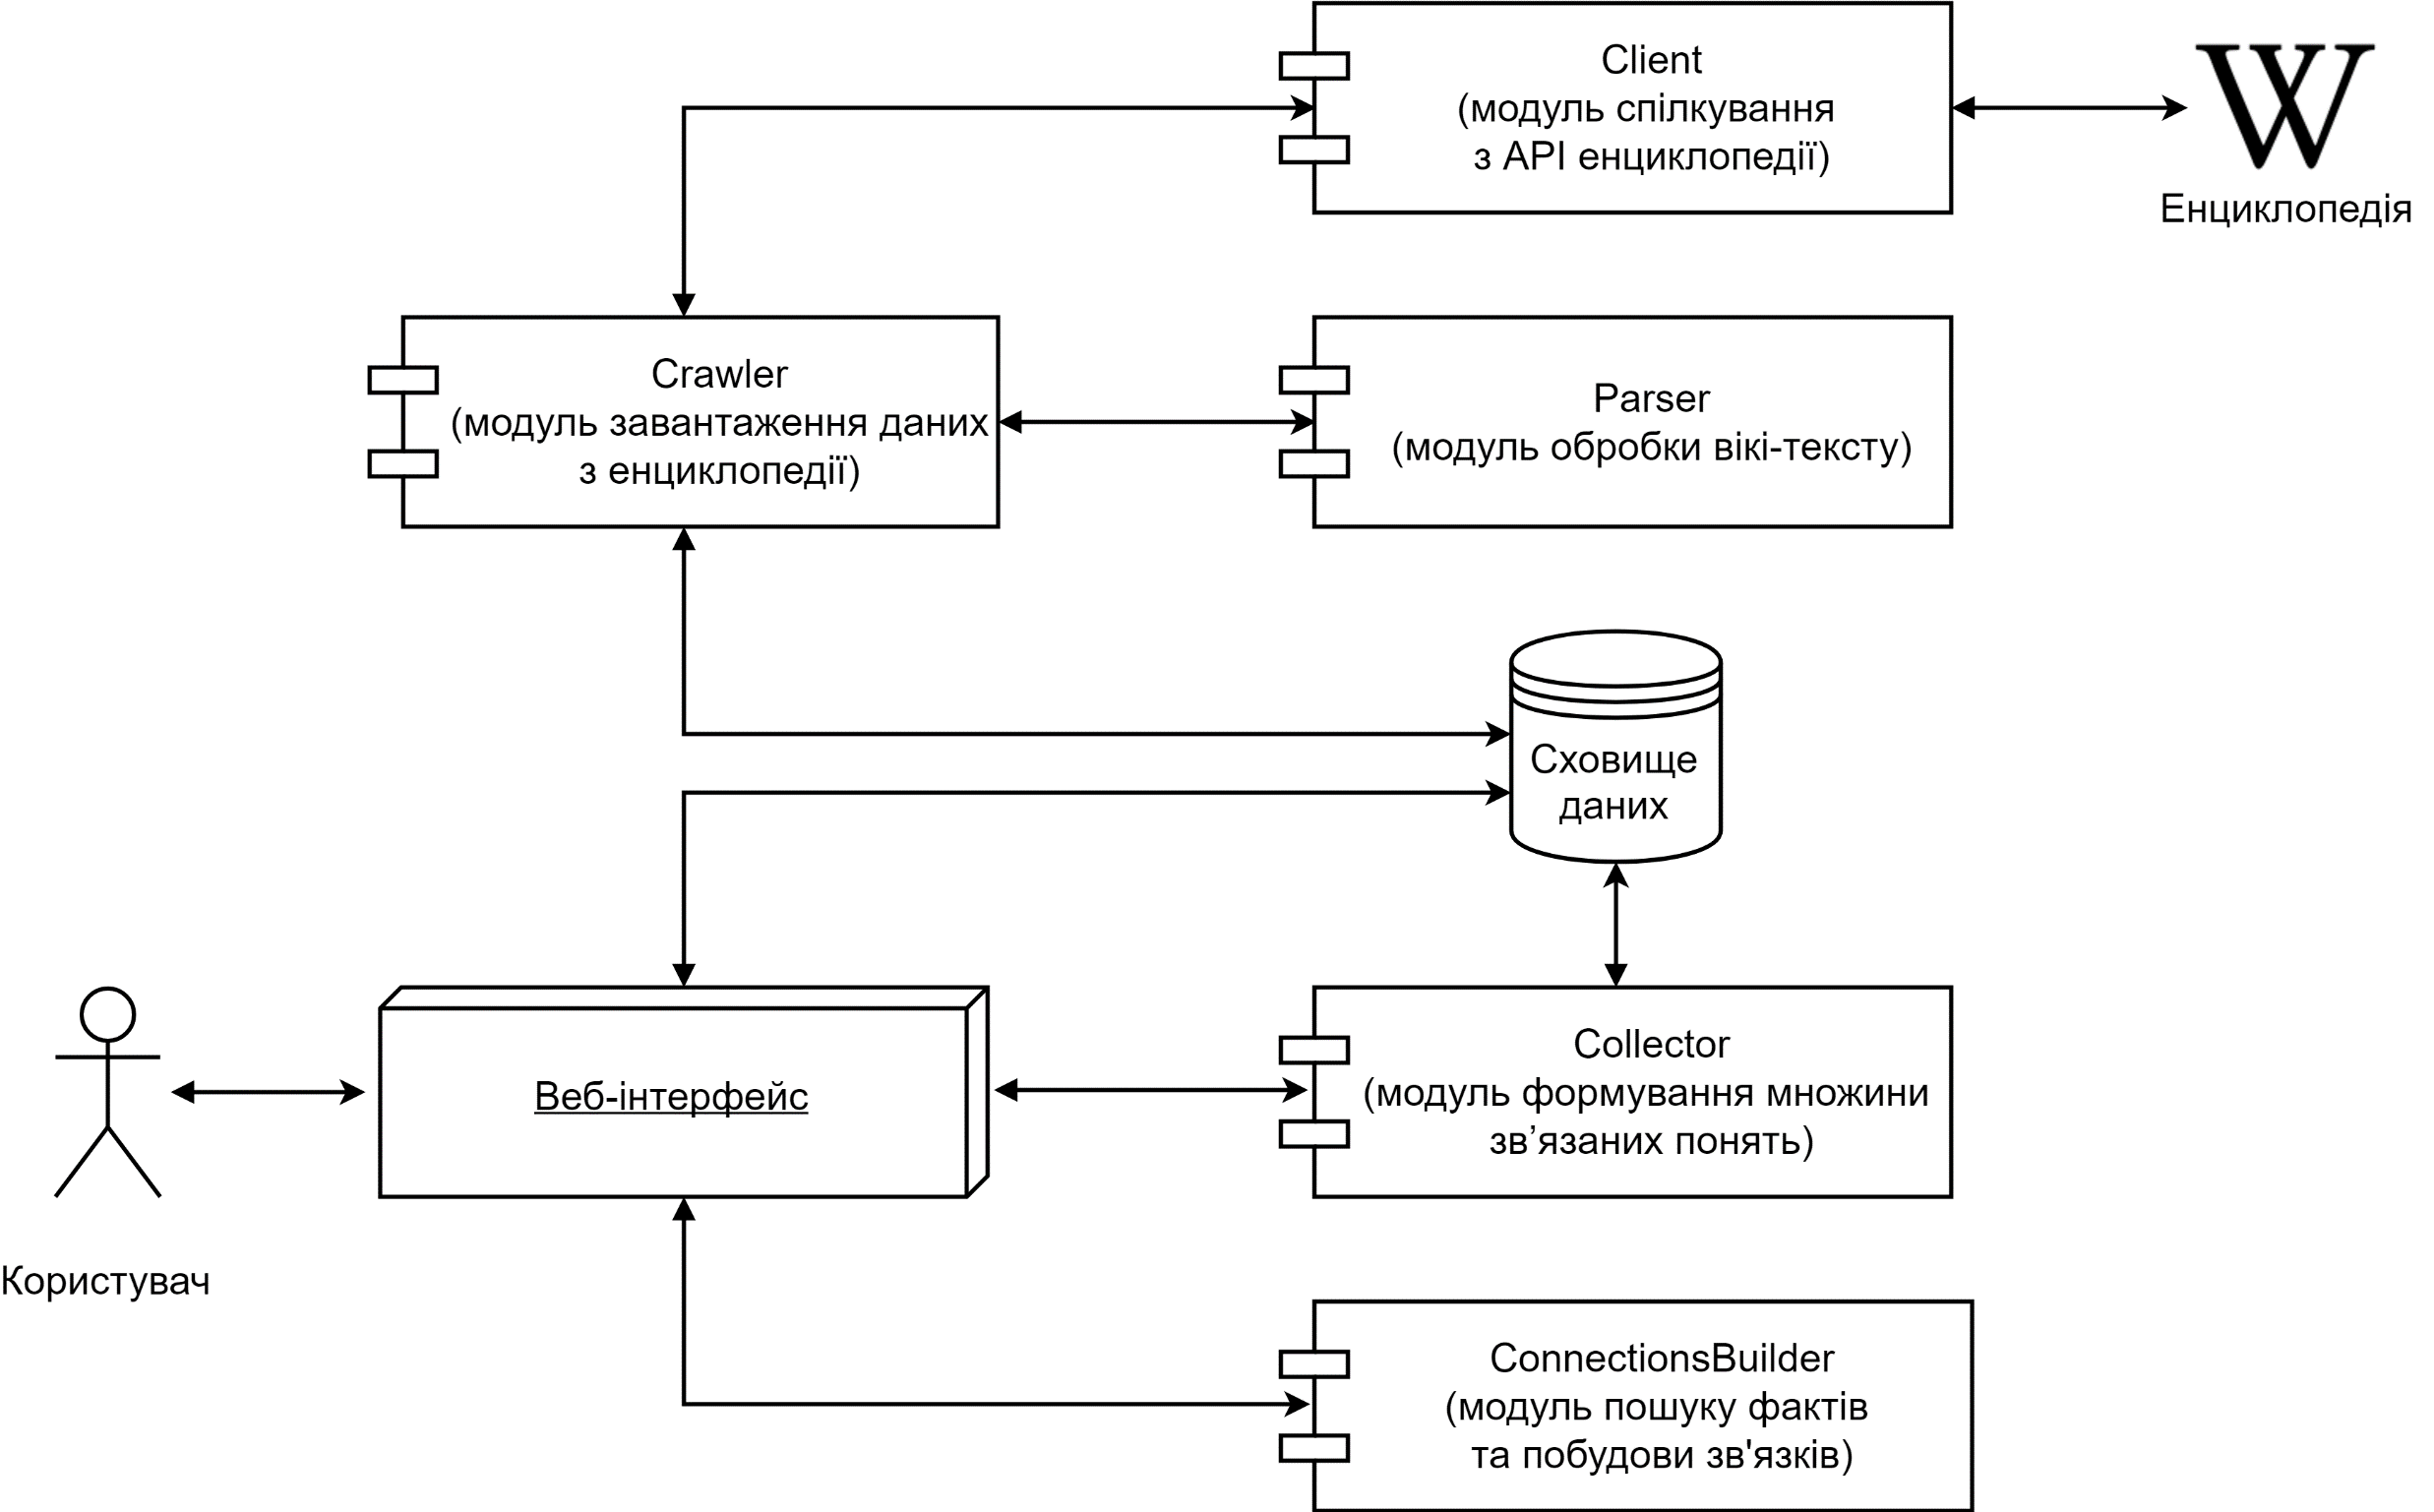 Client
(модуль спілкування
з API енциклопедії)
W
Енциклопедія
Crawler
(модуль завантаження даних
з енциклопедії)
Parser
(модуль обробки вікі-тексту)
Сховище
даних
Веб-інтерфейс
Collector
(модуль формування множини
зв’язаних понять)
Користувач
ConnectionsBuilder
(модуль пошуку фактів
та побудови зв'язків)